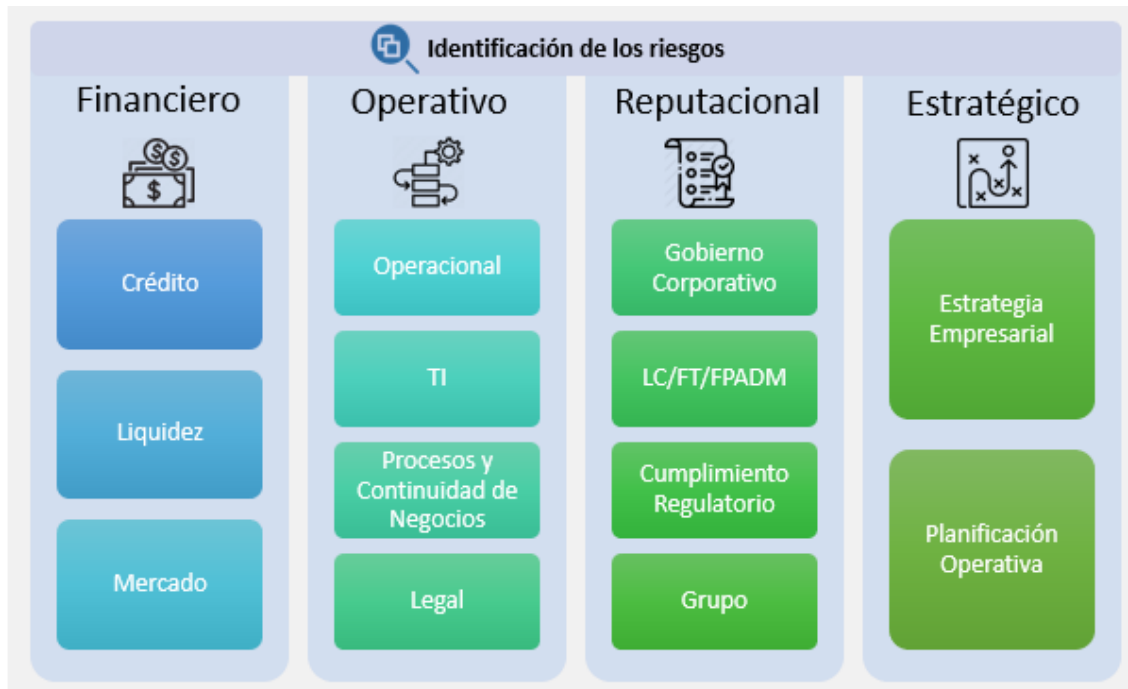 Identificación de los riesgos
Financiero
Crédito
Liquidez
Mercado
Operativo
Operacional
TI
Procesos y
Continuidad de
Negocios
Legal
Reputacional
Gobierno
Corporativo
LC/FT/FPADM
Cumplimiento
Regulatorio
Grupo
Estratégico
Estrategia
Empresarial
Planificación
Operativa